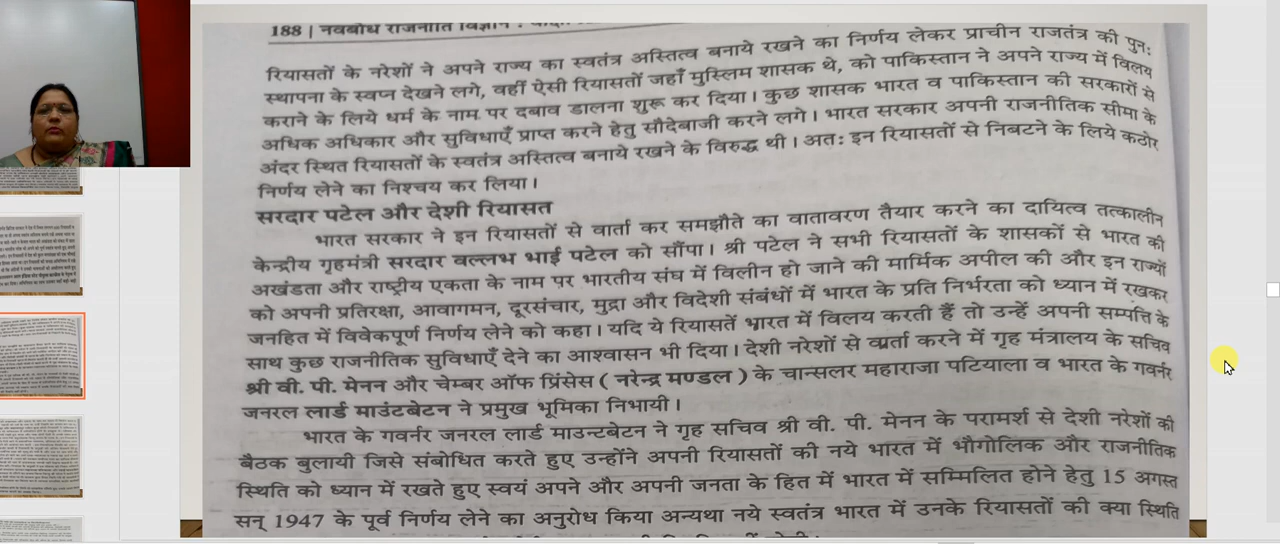 188 | नवबोध राजनीति विज्ञान :
रियासतों के नरेशों ने अपने राज्य का स्वतंत्र अस्तित्व बनाये रखने का निर्णय लेकर प्राचीन राजतंत्र की पुनः
स्थापना के स्वप्न देखने लगे, वहीं ऐसी रियासतों जहाँ मुस्लिम शासक थे, को पाकिस्तान ने अपने राज्य में विलय
कराने के लिये धर्म के नाम पर दबाव डालना शुरू कर दिया। कुछ शासक भारत व पाकिस्तान की सरकारों से
अधिक अधिकार और सुविधाएँ प्राप्त करने हेतु सौदेबाजी करने लगे। भारत सरकार अपनी राजनीतिक सीमा के
अंदर स्थित रियासतों के स्वतंत्र अस्तित्व बनाये रखने के विरुद्ध थी। अतः इन रियासतों से निबटने के लिये कठोर
निर्णय लेने का निश्चय कर लिया।
सरदार पटेल और देशी रियासत
भारत सरकार ने इन रियासतों से वार्ता कर समझौते का वातावरण तैयार करने का दायित्व तत्कालीन
केन्द्रीय गृहमंत्री सरदार वल्लभ भाई पटेल को सौंपा। श्री पटेल ने सभी रियासतों के शासकों से भारत की
अखंडता और राष्ट्रीय एकता के नाम पर भारतीय संघ में विलीन हो जाने की मार्मिक अपील की और इन राज्यों
को अपनी प्रतिरक्षा, आवागमन, दूरसंचार, मुद्रा और विदेशी संबंधों में भारत के प्रति निर्भरता को ध्यान में रखकर
जनहित में विवेकपूर्ण निर्णय लेने को कहा। यदि ये रियासतें भारत में विलय करती हैं तो उन्हें अपनी सम्पत्ति के
साथ कुछ राजनीतिक सुविधाएँ देने का आश्वासन भी दिया। देशी नरेशों से वार्ता करने में गृह मंत्रालय के सचिव
श्री वी. पी. मेनन और चेम्बर ऑफ प्रिंसेस ( नरेन्द्र मण्डल ) के चान्सलर महाराजा पटियाला व भारत के गवर्नर
जनरल लार्ड माउंटबेटन ने प्रमुख भूमिका निभायी।
भारत के गवर्नर जनरल लार्ड माउन्टबेटन ने गृह सचिव श्री वी. पी. मेनन के परामर्श से देशी नरेशों की
बैठक बुलायी जिसे संबोधित करते हुए उन्होंने अपनी रियासतों की नये भारत में भौगोलिक और राजनीतिक
स्थिति को ध्यान में रखते हुए स्वयं अपने और अपनी जनता के हित में भारत में सम्मिलित होने हेतु 15 अगस्त
सन् 1947 के पूर्व निर्णय लेने का अनुरोध किया अन्यथा नये स्वतंत्र भारत में उनके रियासतों की क्या स्थिति